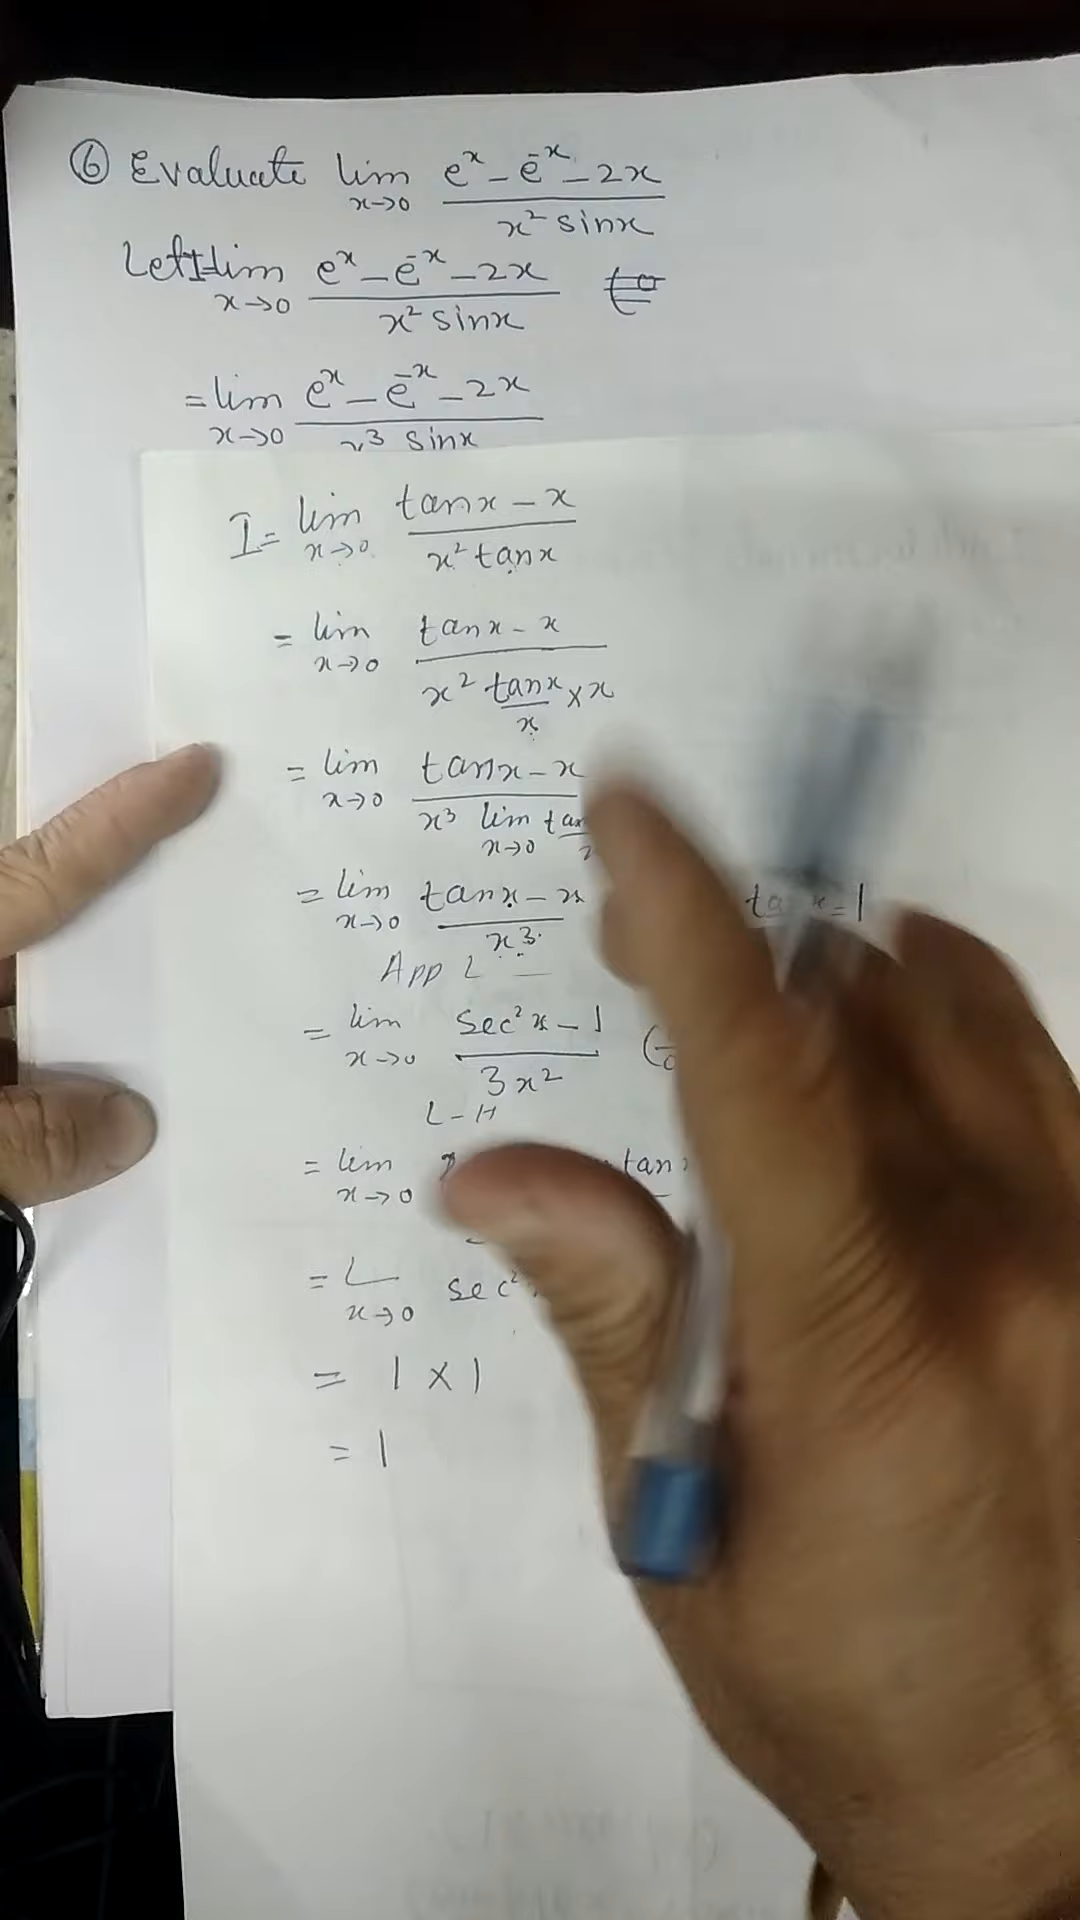 ⑥ Evaluate lim x→0 e^x - e^-x - 2x / x² sinx
Let I = lim x→0 e^x - e^-x - 2x / x² sinx
= lim x→0 e^x - e^-x - 2x / x³ sinx
I = lim x→0 tanx - x / x² tanx
= lim x→0 tanx - x / x² tanx/x × x
= lim x→0 tanx - x / x³ lim x→0
= lim x→0 tanx - x / x³
App L
= lim x→0 sec²x - 1 / 3x²
L-H
= lim x→0 tan
= L x→0 sec²
= 1 × 1
= 1